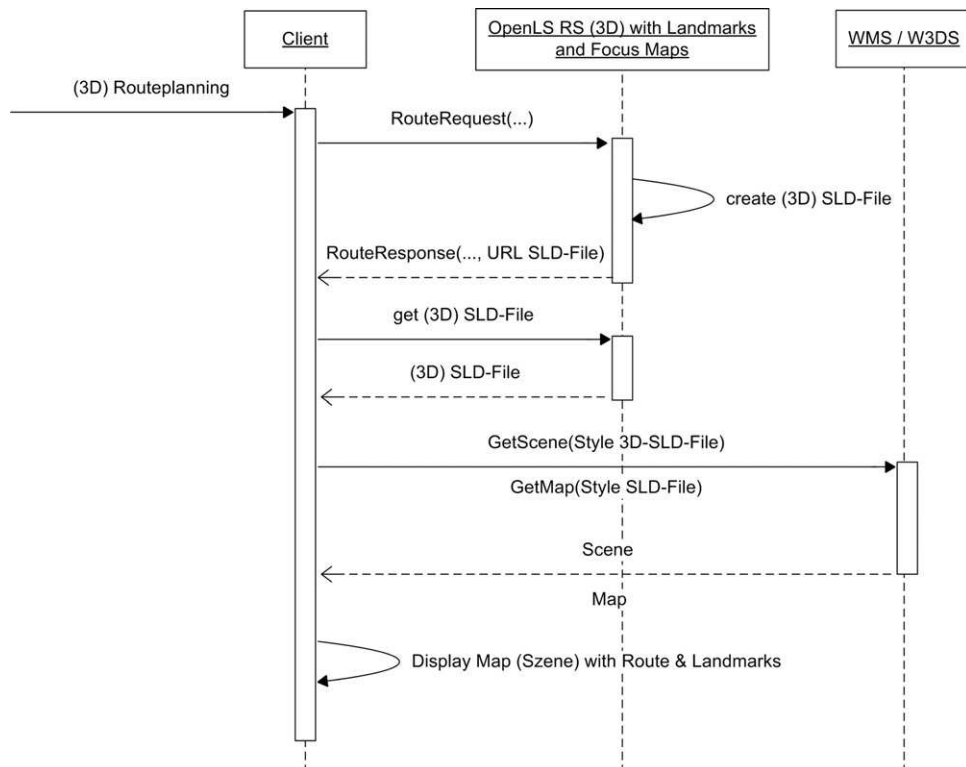 Client
OpenLS RS (3D) with Landmarks
and Focus Maps
WMS / W3DS
(3D) Routeplanning
RouteRequest(...)
create (3D) SLD-File
RouteResponse(..., URL SLD-File)
get (3D) SLD-File
(3D) SLD-File
GetScene(Style 3D-SLD-File)
GetMap(Style SLD-File)
Scene
Map
Display Map (Szene) with Route & Landmarks